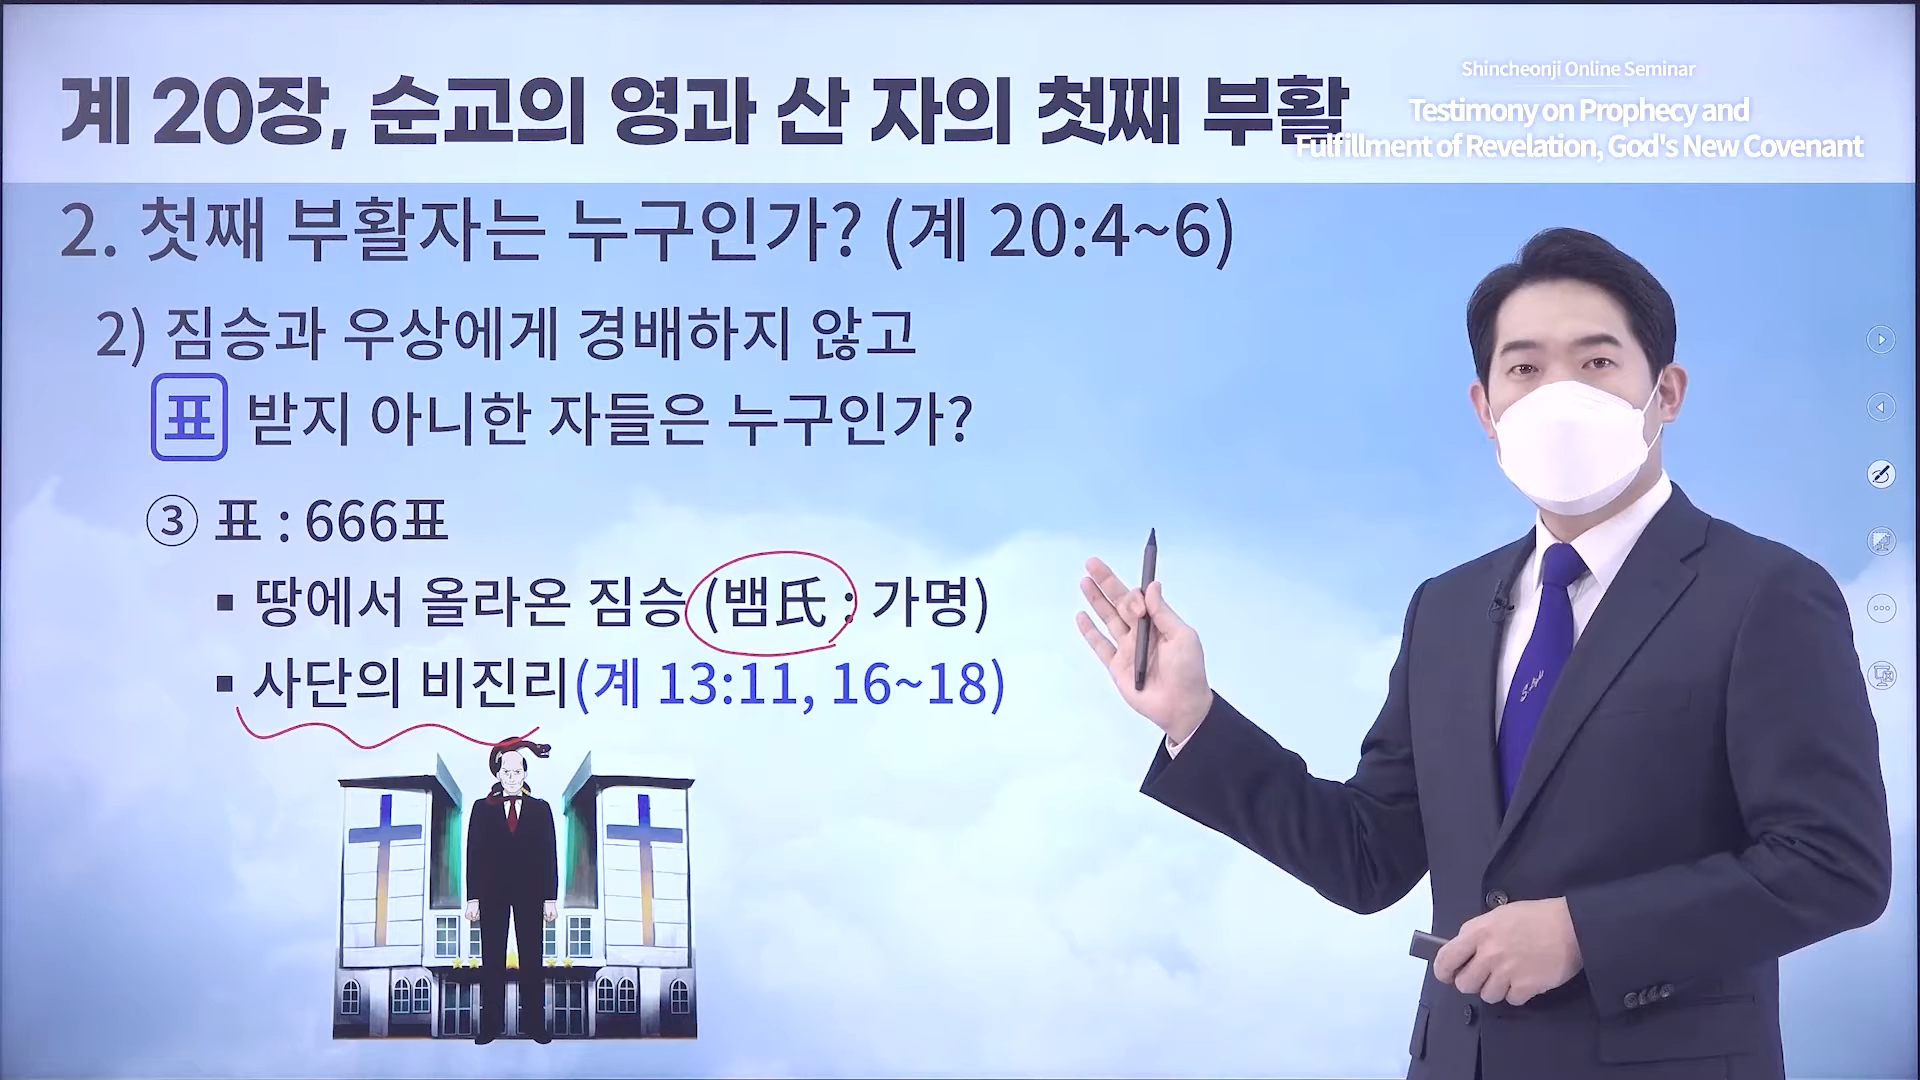 계 20장, 순교의 영과 산 자의 첫째 부활
Shincheonji Online Seminar
Testimony on Prophecy and
Fulfillment of Revelation, God's New Covenant
2. 첫째 부활자는 누구인가? (계 20:4~6)
2) 짐승과 우상에게 경배하지 않고
표 받지 아니한 자들은 누구인가?
③ 표 : 666표
▪ 땅에서 올라온 짐승 (뱀氏 : 가명)
▪ 사단의 비진리(계 13:11, 16~18)